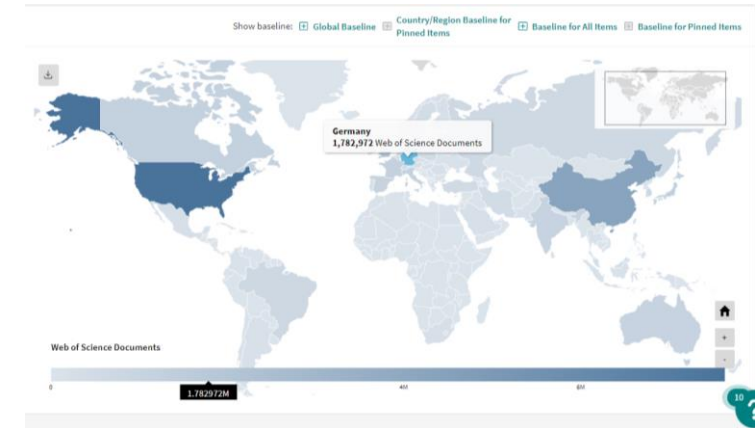 Show baseline: Global Baseline Country/Region Baseline for Pinned Items Baseline for All Items Baseline for Pinned Items
Germany
1,782,972 Web of Science Documents
Web of Science Documents
0 1.782972M 4M 6M
10 ?